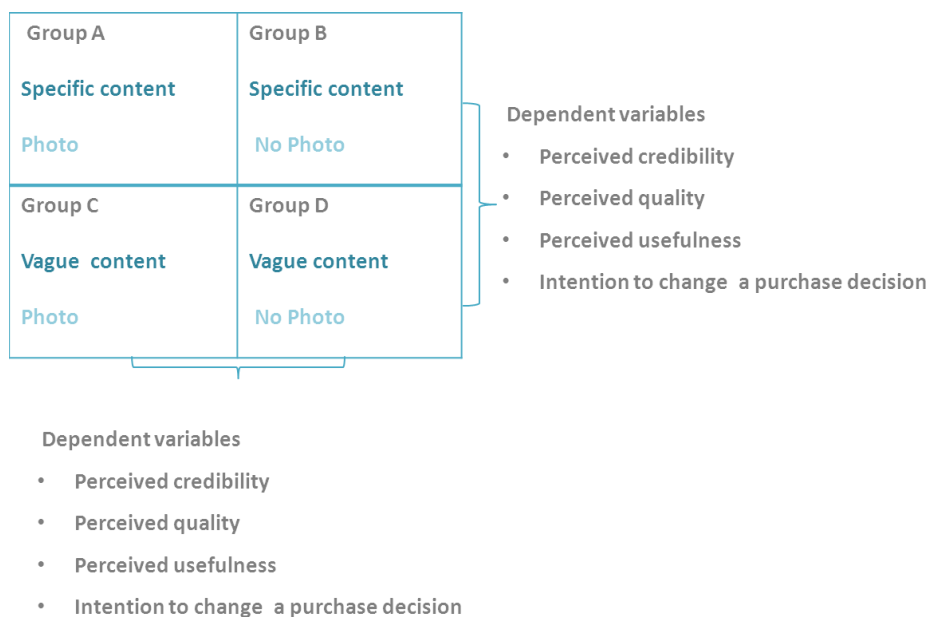 Group A
Specific content
Photo
Group B
Specific content
No Photo
Group C
Vague content
Photo
Group D
Vague content
No Photo
Dependent variables
• Perceived credibility
• Perceived quality
• Perceived usefulness
• Intention to change a purchase decision
Dependent variables
• Perceived credibility
• Perceived quality
• Perceived usefulness
• Intention to change a purchase decision